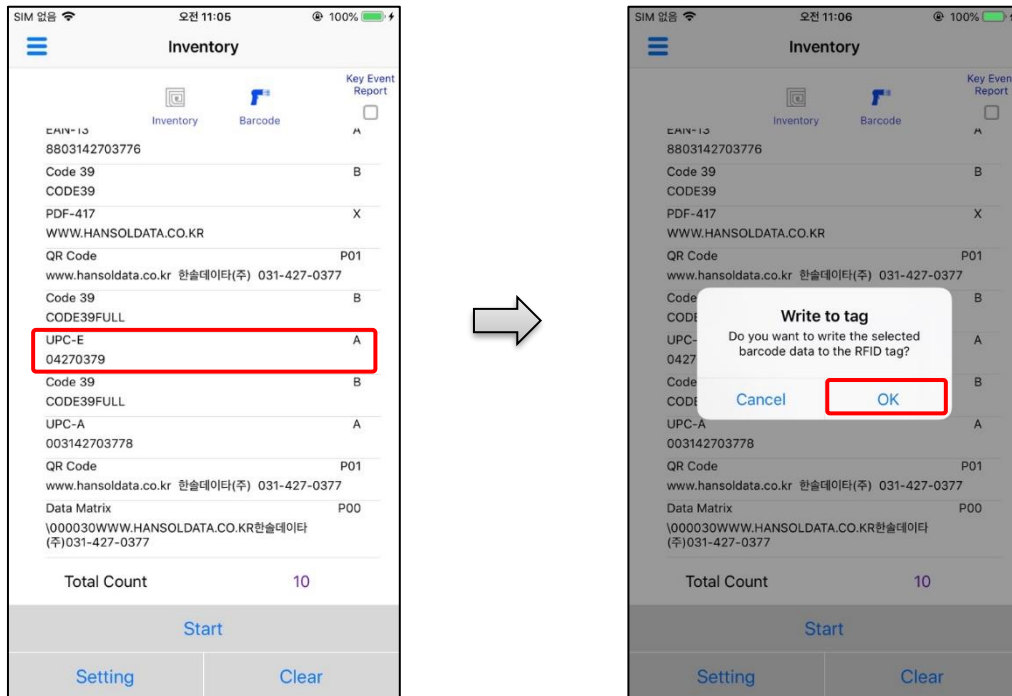 SIM 없음 오전 11:05 100%
Inventory
Key Event
Report
Inventory Barcode
EAN-13 A
8803142703776
Code 39 B
CODE39
PDF-417 X
WWW.HANSOLDATA.CO.KR
QR Code P01
www.hansoldata.co.kr 한솔데이타(주) 031-427-0377
Code 39 B
CODE39FULL
UPC-E A
04270379
Code 39 B
CODE39FULL
UPC-A A
003142703778
QR Code P01
www.hansoldata.co.kr 한솔데이타(주) 031-427-0377
Data Matrix P00
\000030WWW.HANSOLDATA.CO.KR한솔데이타
(주)031-427-0377
Total Count 10
Start
Setting Clear
SIM 없음 오전 11:06 100%
Inventory
Key Even
Report
Inventory Barcode
EAN-13 A
8803142703776
Code 39 B
CODE39
PDF-417 X
WWW.HANSOLDATA.CO.KR
QR Code P01
www.hansoldata.co.kr 한솔데이타(주) 031-427-0377
Code B
CODE
Write to tag
Do you want to write the selected
barcode data to the RFID tag?
Cancel OK
UPC- A
0427
Code B
CODE
UPC-A A
003142703778
QR Code P01
www.hansoldata.co.kr 한솔데이타(주) 031-427-0377
Data Matrix P00
\000030WWW.HANSOLDATA.CO.KR한솔데이타
(주)031-427-0377
Total Count 10
Start
Setting Clear